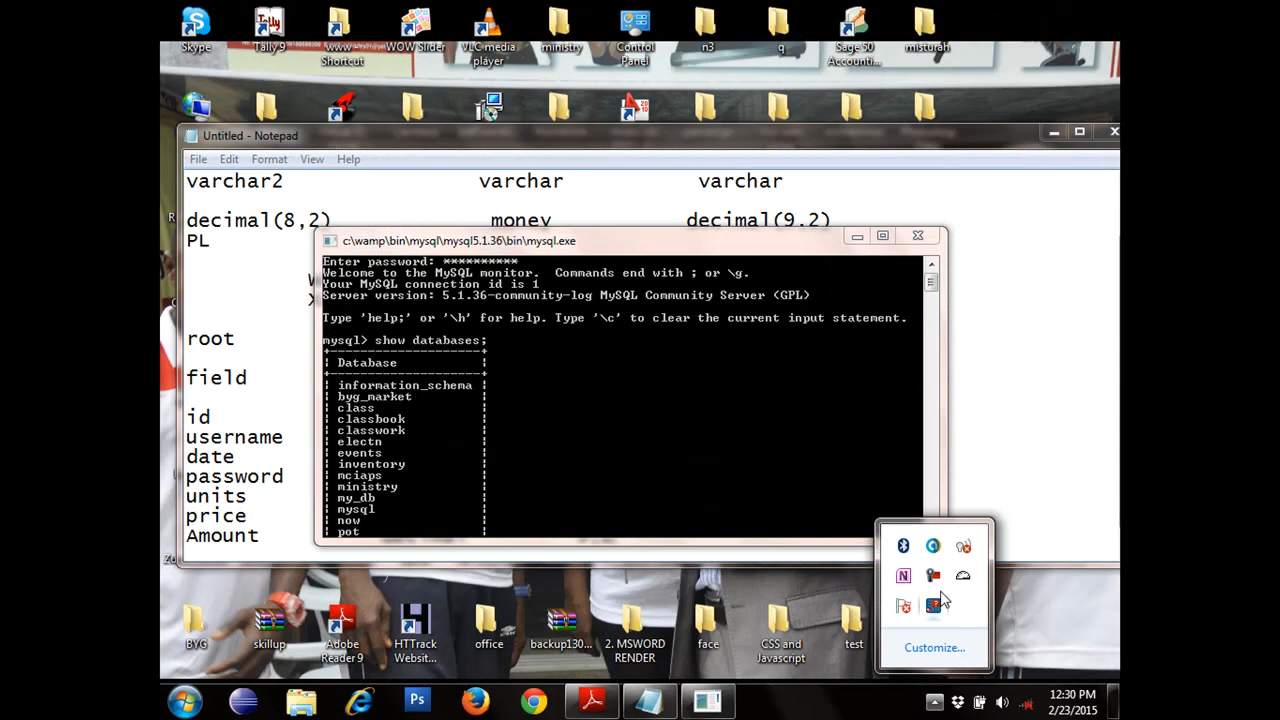 Skype
Tally 9
www Shortcut
WOW Slider
VLC media player
ministry
Control Panel
n3
q
Sage 50 Accounti...
misturah
Untitled - Notepad
File Edit Format View Help
varchar2 varchar varchar
decimal(8,2) money decimal(9,2)
PL
root
field
id
username
date
password
units
price
Amount
c:\wamp\bin\mysql\mysql5.1.36\bin\mysql.exe
Enter password: **********
Welcome to the MySQL monitor. Commands end with ; or \g.
Your MySQL connection id is 1
Server version: 5.1.36-community-log MySQL Community Server (GPL)
Type 'help;' or '\h' for help. Type '\c' to clear the current input statement.
mysql> show databases;
Database
information_schema
byg_market
class
classbook
classwork
electn
events
inventory
mciaps
ministry
my_db
mysql
now
pot
Customize...
BYG
skillup
Adobe Reader 9
HTTrack Websit...
office
backup130...
2. MSWORD RENDER
face
CSS and Javascript
test
Ps
12:30 PM
2/23/2015